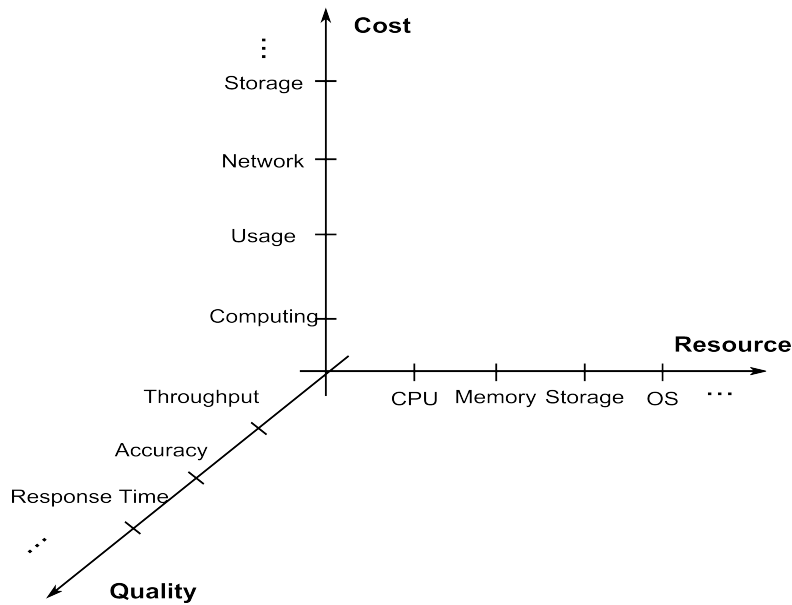 Cost
⋮
Storage
Network
Usage
Computing
Resource
CPU Memory Storage OS ...
Throughput
Accuracy
Response Time
...
Quality